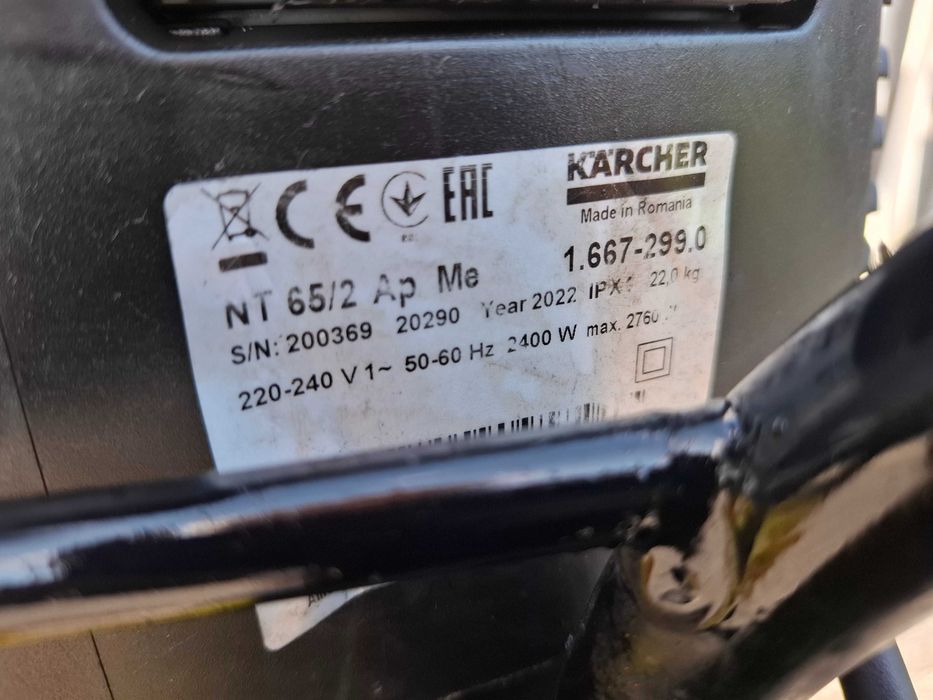 CE EAC
KÄRCHER
Made in Romania
1.667-299.0
NT 65/2 Ap Me
S/N: 200369 20290 Year 2022 22,0 kg
220-240 V 1~ 50-60 Hz 2400 W max. 2760